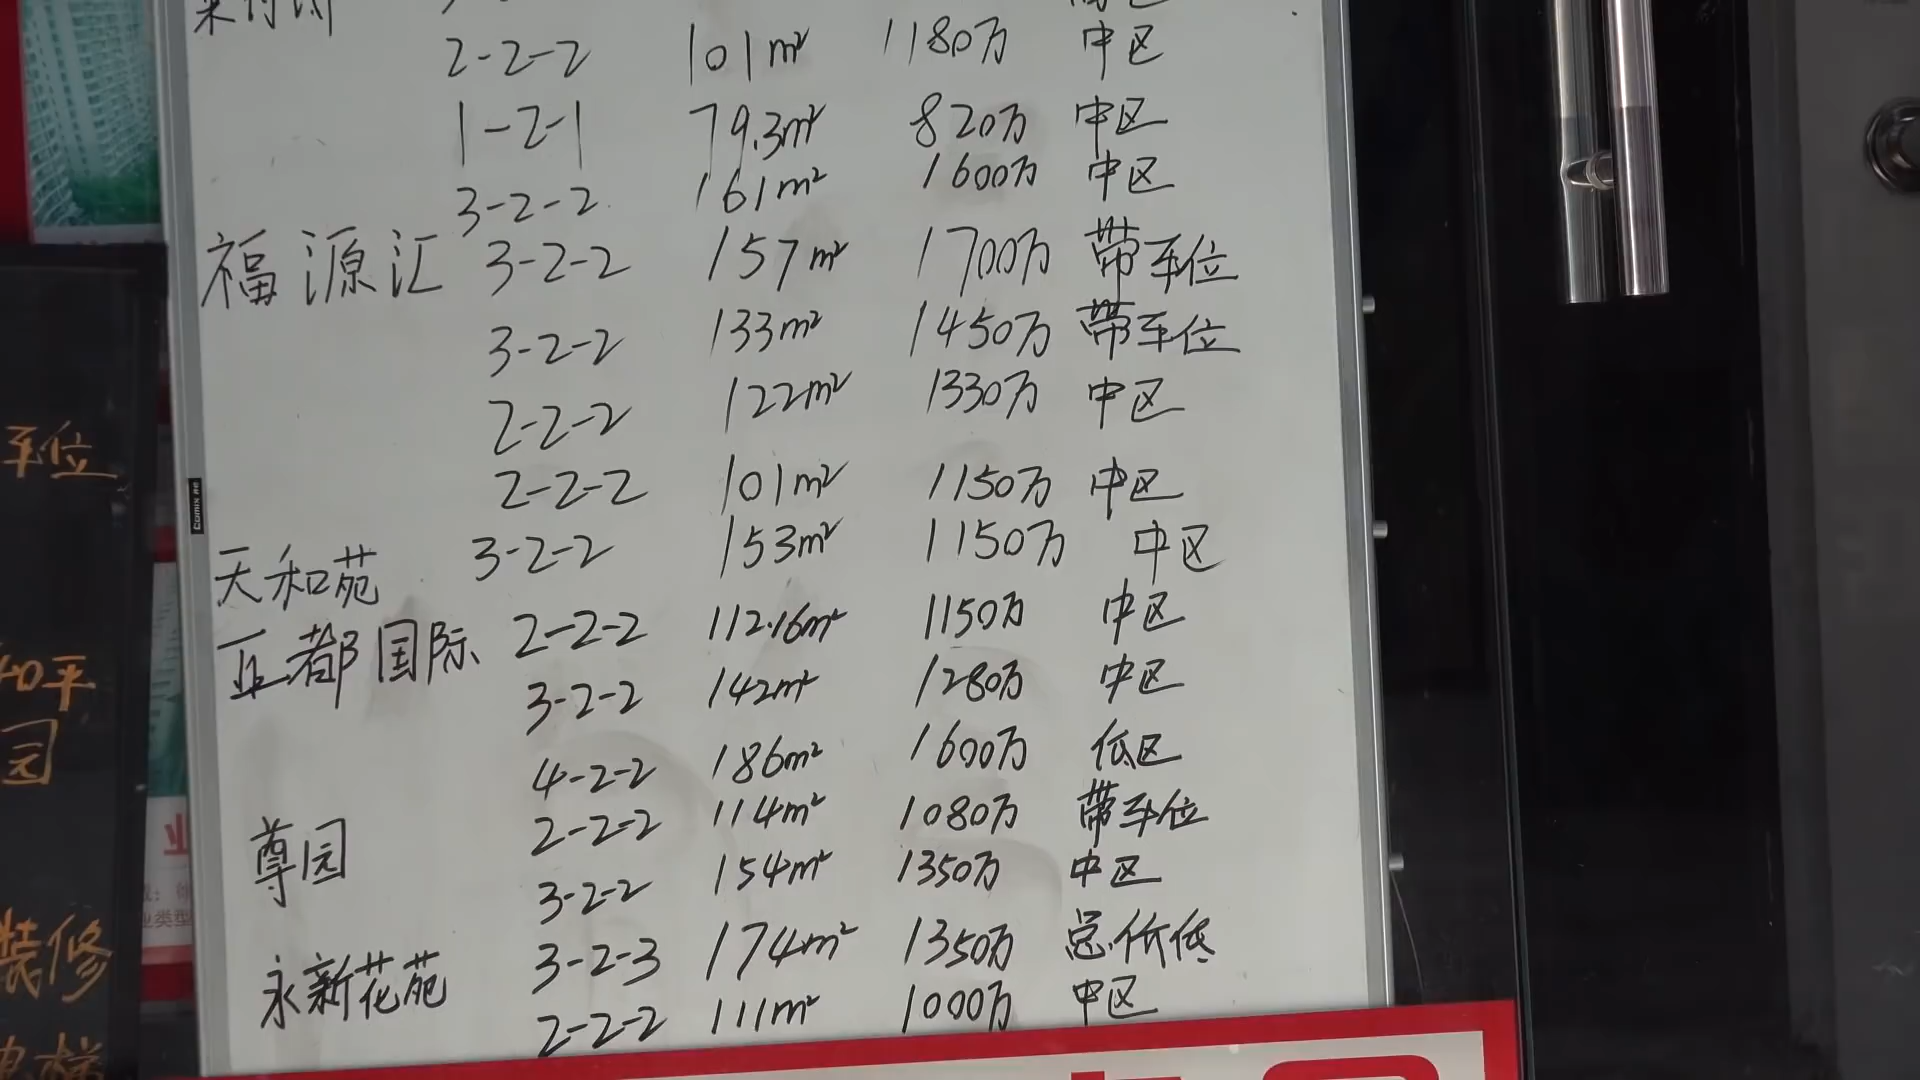 2-2-2 101m² 1180万 中区
1-2-1 79.3m² 820万 中区
3-2-2 161m² 1600万 中区
福源汇 3-2-2 157m² 1700万 带车位
3-2-2 133m² 1450万 带车位
2-2-2 122m² 1330万 中区
2-2-2 101m² 1150万 中区
天和苑 3-2-2 153m² 1150万 中区
亚都国际 2-2-2 112.16m² 1150万 中区
3-2-2 142m² 1280万 中区
4-2-2 186m² 1600万 低区
尊园 2-2-2 114m² 1080万 带车位
3-2-2 154m² 1350万 中区
永新花苑 3-2-3 174m² 1350万 总价低
2-2-2 111m² 1000万 中区
车位
和平
园
装修
电梯
业
业类型
Comix